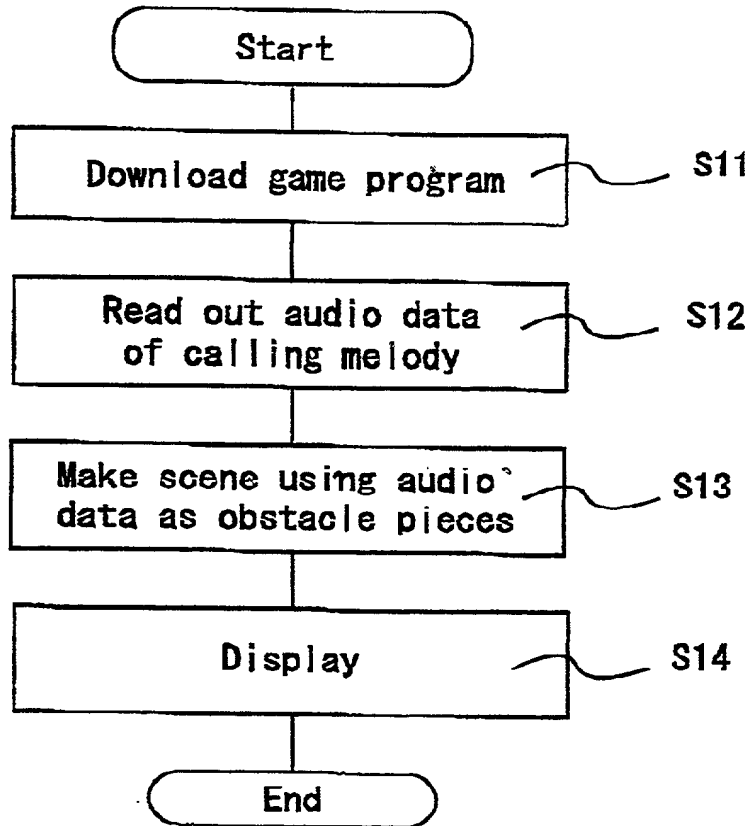 Start
Download game program
S11
Read out audio data
of calling melody
S12
Make scene using audio
data as obstacle pieces
S13
Display
S14
End